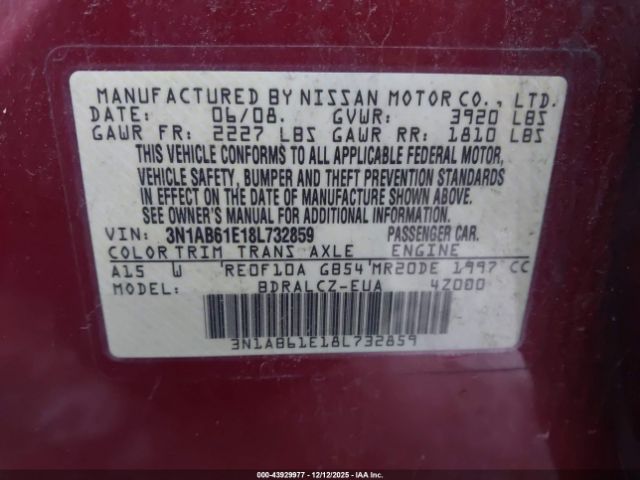 MANUFACTURED BY NISSAN MOTOR CO., LTD.
DATE: 06/08. GVWR: 3920 LBS
GAWR FR: 2227 LBS GAWR RR: 1810 LBS
THIS VEHICLE CONFORMS TO ALL APPLICABLE FEDERAL MOTOR,
VEHICLE SAFETY, BUMPER AND THEFT PREVENTION STANDARDS
IN EFFECT ON THE DATE OF MANUFACTURE SHOWN ABOVE.
SEE OWNER'S MANUAL FOR ADDITIONAL INFORMATION.
VIN: 3N1AB61E18L732859 PASSENGER CAR.
COLOR TRIM TRANS AXLE ENGINE
A15 W RE0F10A GB54 MR20DE 1997 CC
MODEL: BDRALCZ-EUA 4Z000
3N1AB61E18L732859
000-43929977 - 12/12/2025 - IAAI.COM